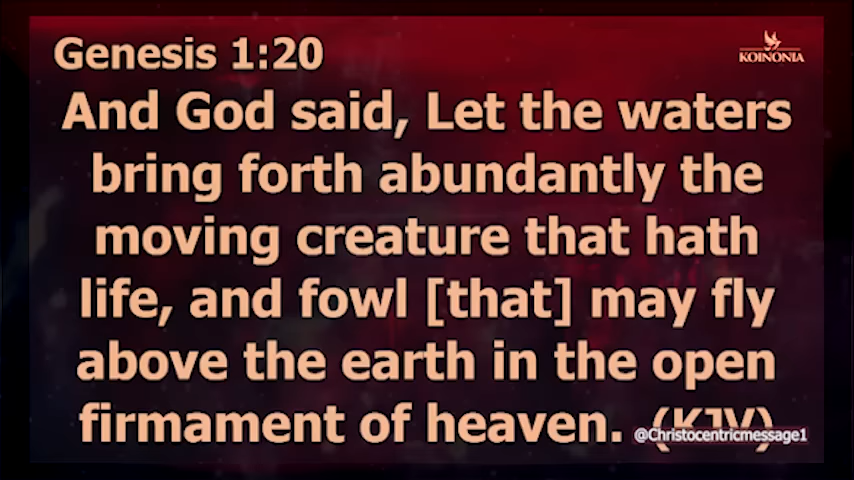 Genesis 1:20
KOINONIA
And God said, Let the waters
bring forth abundantly the
moving creature that hath
life, and fowl [that] may fly
above the earth in the open
firmament of heaven. (KJV)
@Christocentricmessage1